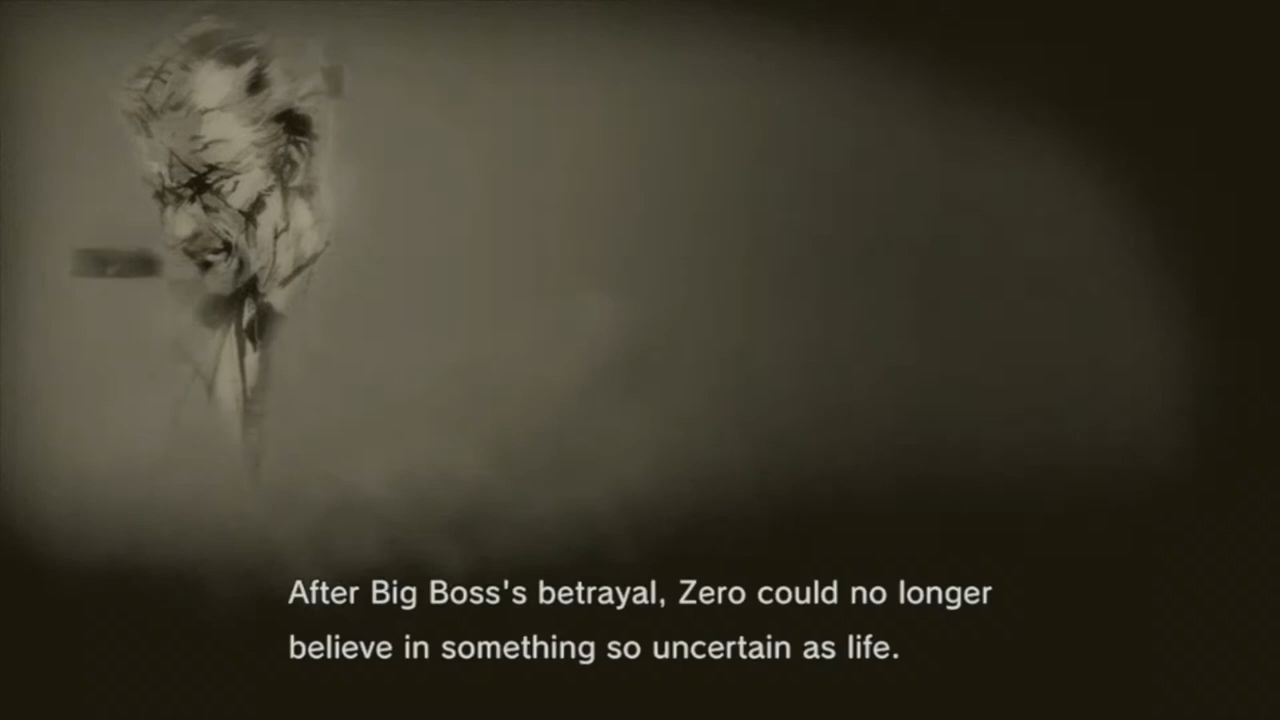 After Big Boss's betrayal, Zero could no longer
believe in something so uncertain as life.